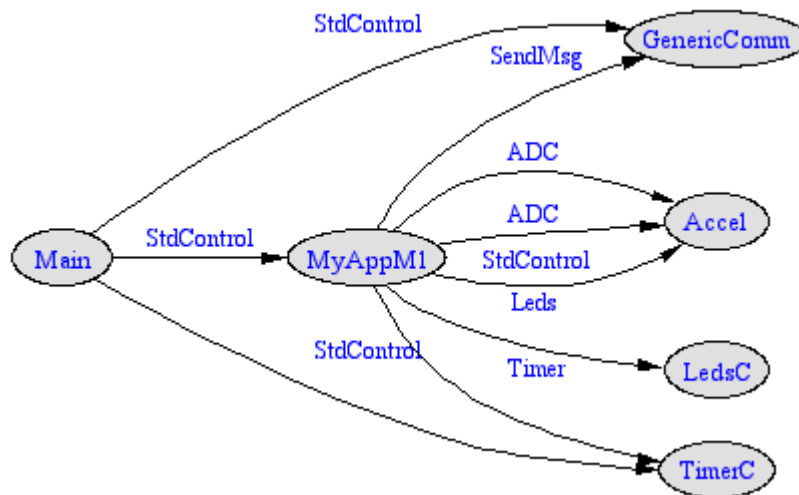 StdControl
GenericComm
SendMsg
ADC
ADC
Accel
StdControl
StdControl
Main
MyAppM1
Leds
StdControl
Timer
LedsC
TimerC